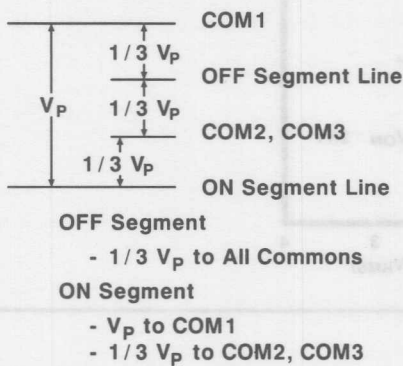 COM1
1/3 VP
OFF Segment Line
VP
1/3 VP
COM2, COM3
1/3 VP
ON Segment Line
OFF Segment
- 1/3 VP to All Commons
ON Segment
- VP to COM1
- 1/3 VP to COM2, COM3